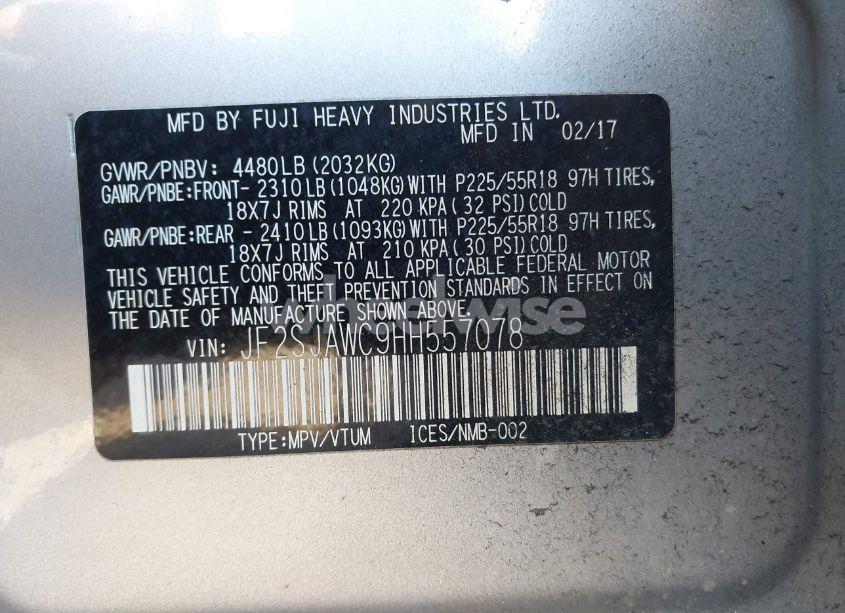 MFD BY FUJI HEAVY INDUSTRIES LTD.
MFD IN 02/17
GVWR/PNBV: 4480LB(2032KG)
GAWR/PNBE:FRONT- 2310LB(1048KG)WITH P225/55R18 97H TIRES,
18X7J RIMS AT 220 KPA(32 PSI)COLD
GAWR/PNBE:REAR - 2410LB(1093KG)WITH P225/55R18 97H TIRES,
18X7J RIMS AT 210 KPA(30 PSI)COLD
THIS VEHICLE CONFORMS TO ALL APPLICABLE FEDERAL MOTOR
VEHICLE SAFETY AND THEFT PREVENTION STANDARDS IN EFFECT ON
THE DATE OF MANUFACTURE SHOWN ABOVE.
wheelwise
VIN: JF2SJAWC9HH557078
TYPE:MPV/VTUM ICES/NMB-002